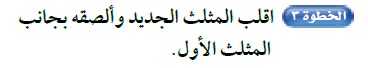 الخطوة ٣ اقلب المثلث الجديد وألصقه بجانب
المثلث الأول.